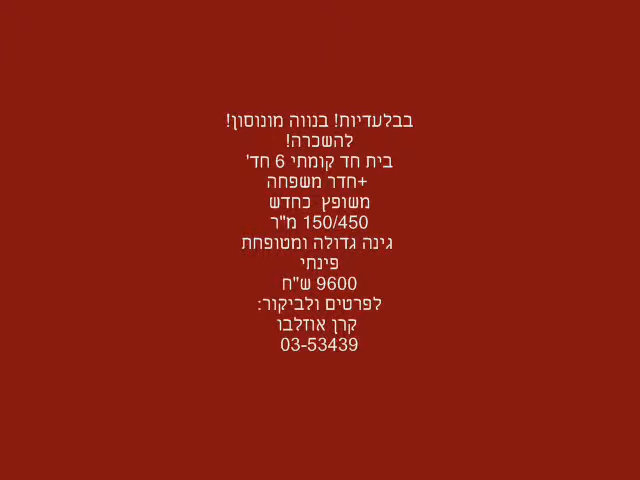 בבלעדיות! בנווה מונוסון!
להשכרה!
בית חד קומתי 6 חד'
+חדר משפחה
משופץ כחדש
150/450 מ"ר
גינה גדולה ומטופחת
פינתי
9600 ש"ח
לפרטים ולביקור:
קרן אוזלבו
03-53439